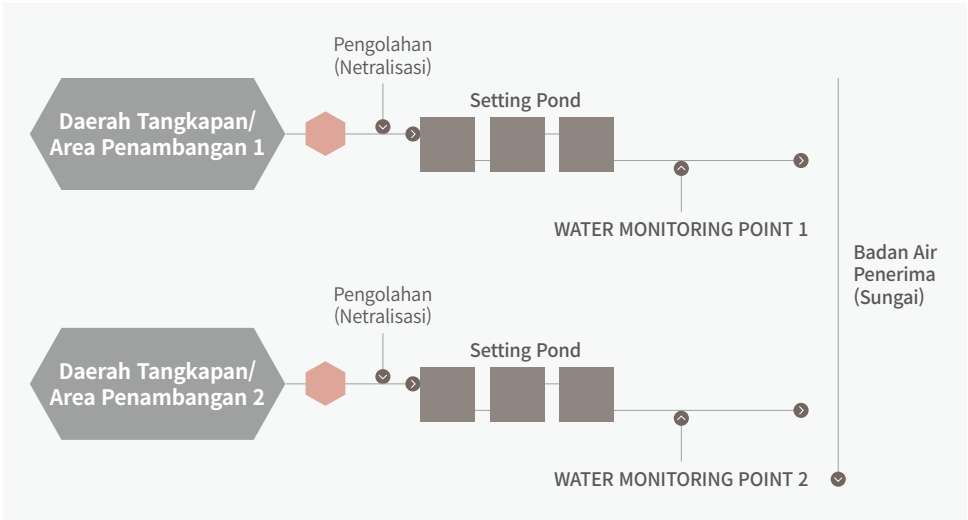 Pengolahan
(Netralisasi)
Daerah Tangkapan/
Area Penambangan 1
Setting Pond
WATER MONITORING POINT 1
Badan Air
Penerima
(Sungai)
Pengolahan
(Netralisasi)
Daerah Tangkapan/
Area Penambangan 2
Setting Pond
WATER MONITORING POINT 2